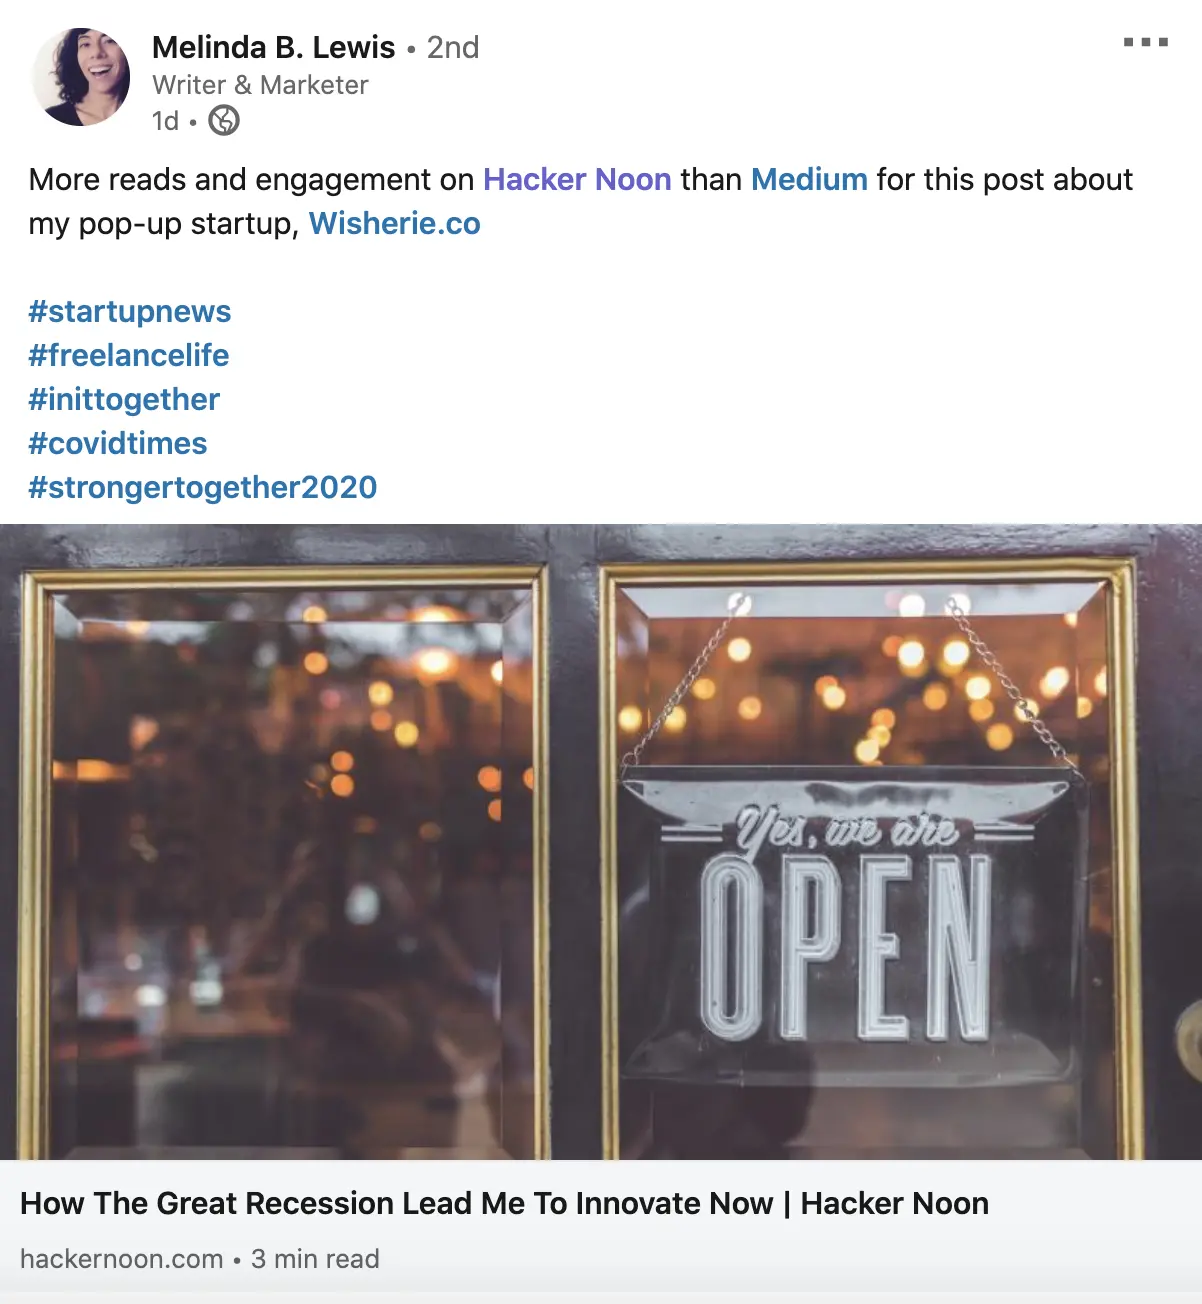 Melinda B. Lewis • 2nd
Writer & Marketer
1d •
More reads and engagement on Hacker Noon than Medium for this post about
my pop-up startup, Wisherie.co
#startupnews
#freelancelife
#inittogether
#covidtimes
#strongertogether2020
Yes, we are
OPEN
How The Great Recession Lead Me To Innovate Now | Hacker Noon
hackernoon.com • 3 min read